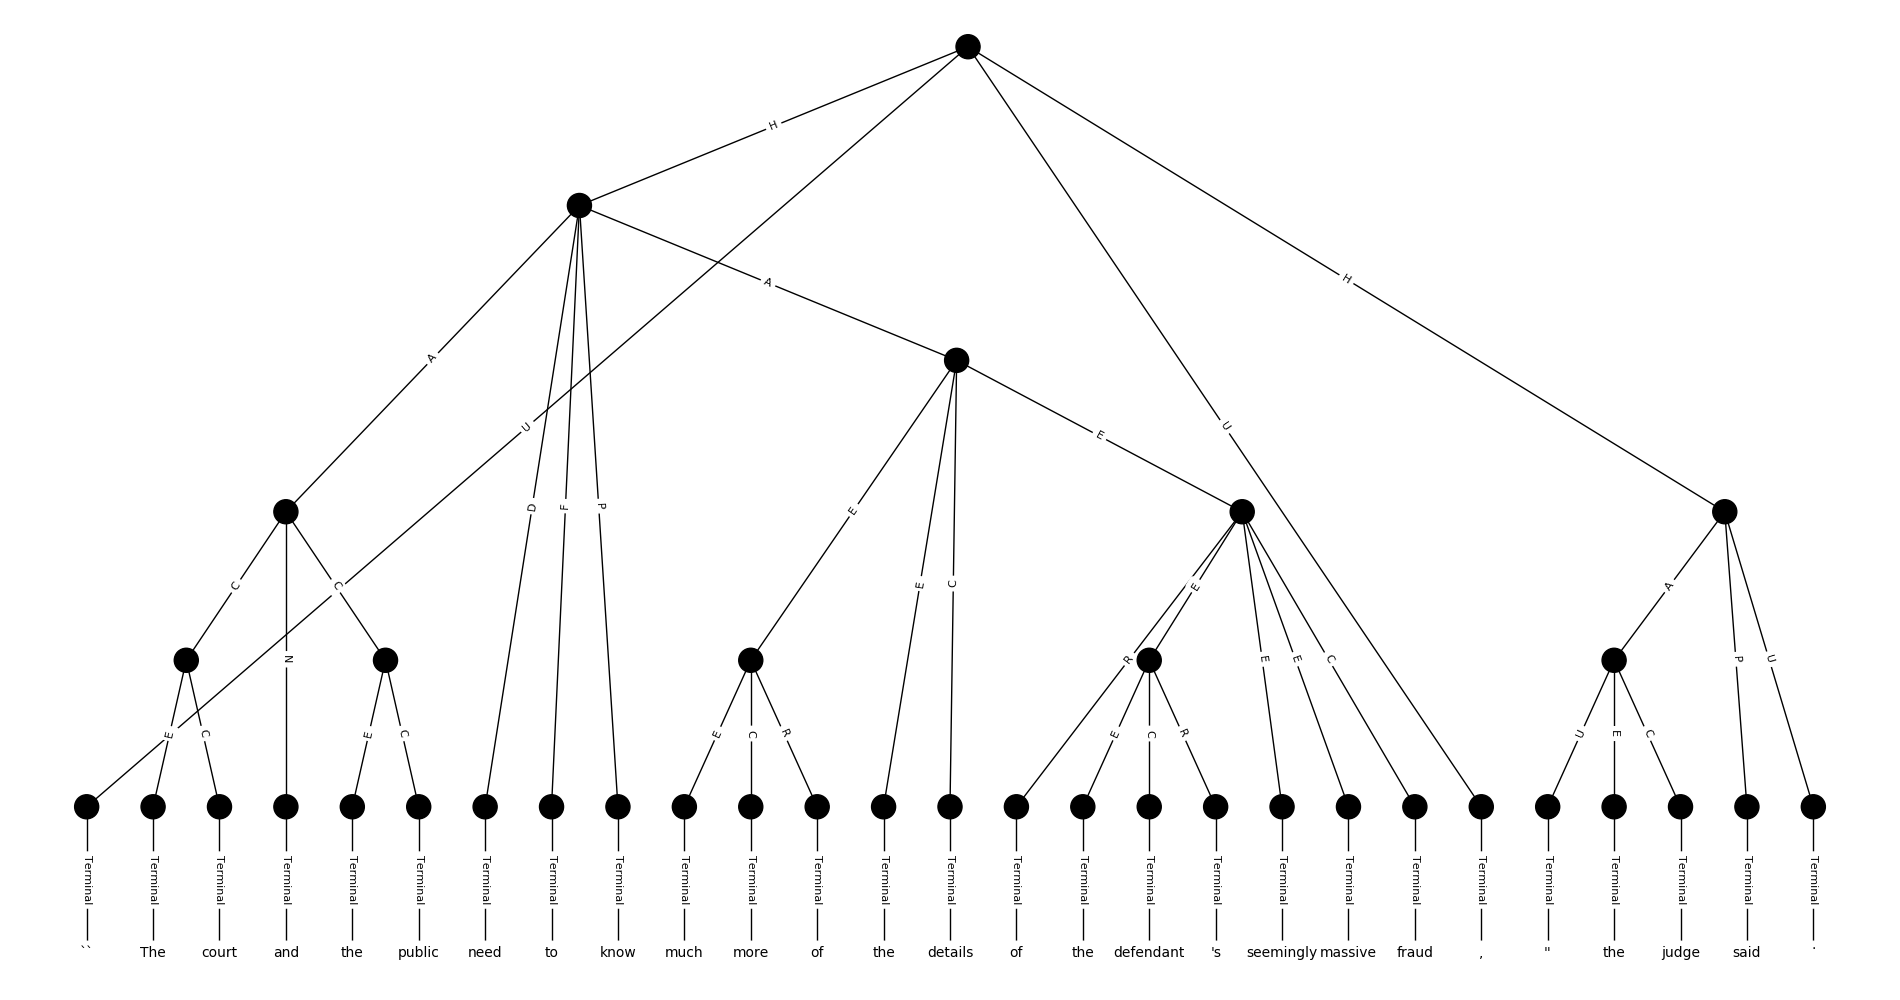 H
A
A
H
U
D
F
P
E
E
U
C
C
E
C
R
E
A
N
E
E
C
P
U
E
C
E
C
E
C
R
E
C
R
U
E
C
Terminal Terminal Terminal Terminal Terminal Terminal Terminal Terminal Terminal Terminal Terminal Terminal Terminal Terminal Terminal Terminal Terminal Terminal Terminal Terminal Terminal Terminal Terminal Terminal Terminal Terminal Terminal
`` The court and the public need to know much more of the details of the defendant 's seemingly massive fraud , " the judge said .